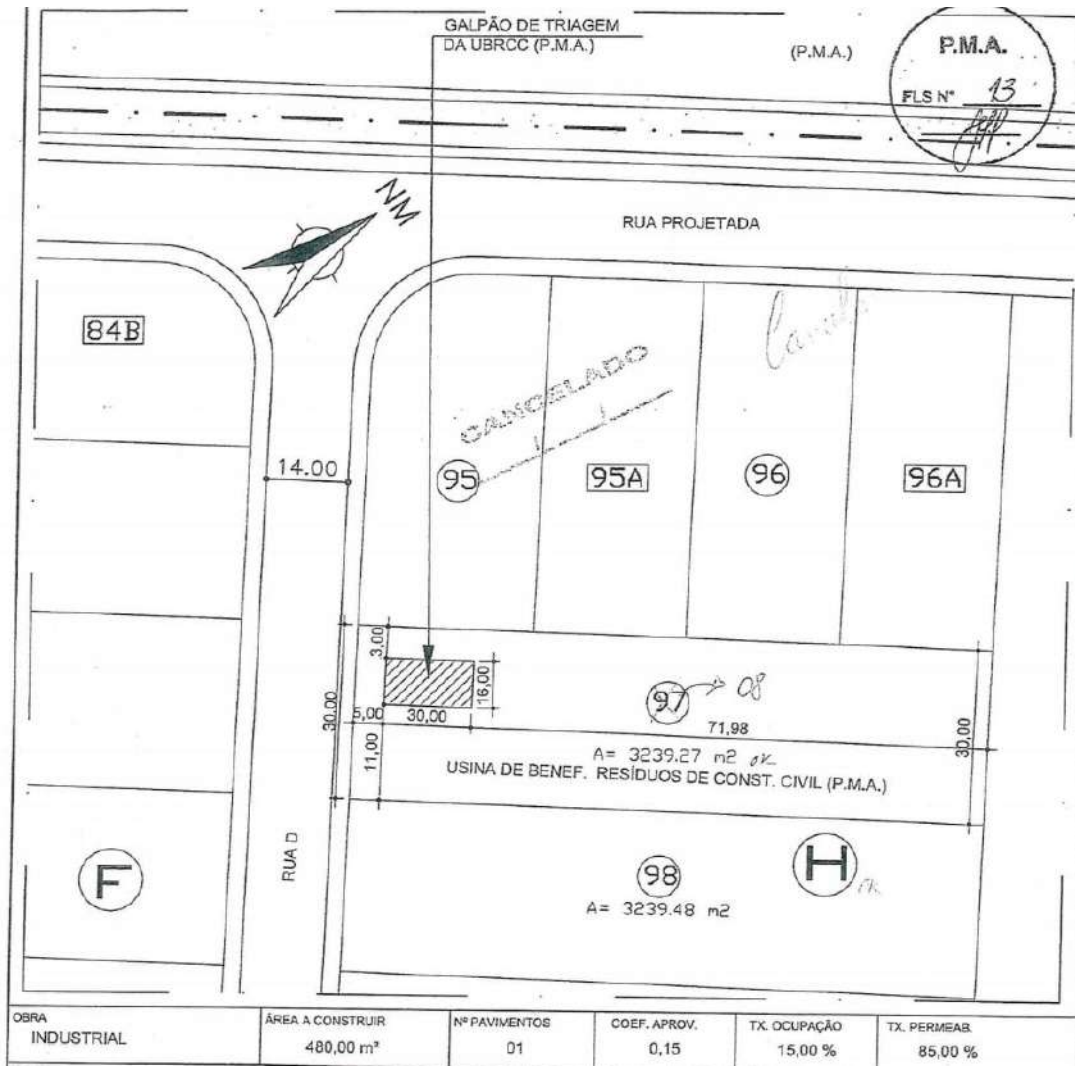 GALPÃO DE TRIAGEM
DA UBRCC (P.M.A.)
(P.M.A.)
P.M.A.
FLS Nº 13
NM
RUA PROJETADA
84B
CANCELADO
14.00
95
95A
96
96A
3,00
16,00
30,00
5,00
30,00
11,00
97
08
71,98
30,00
A= 3239.27 m2 ok
USINA DE BENEF. RESÍDUOS DE CONST. CIVIL (P.M.A.)
RUA D
F
98
H
A= 3239.48 m2
OBRA
INDUSTRIAL
ÁREA A CONSTRUIR
480,00 m²
Nº PAVIMENTOS
01
COEF. APROV.
0,15
TX. OCUPAÇÃO
15,00 %
TX. PERMEAB.
85,00 %